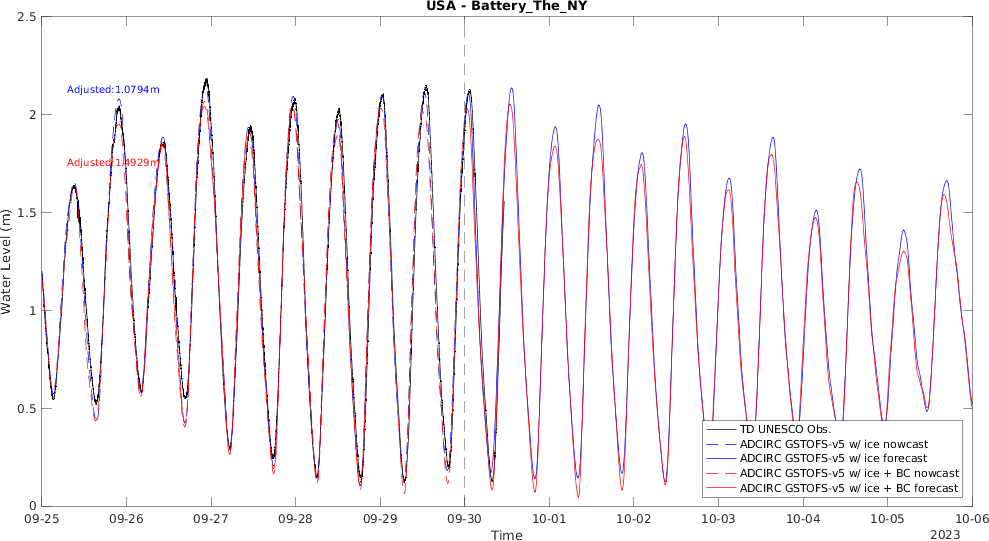 USA - Battery_The_NY
2.5
2
1.5
1
0.5
0
Water Level (m)
Adjusted:1.0794m
Adjusted:1.4929m
TD UNESCO Obs.
ADCIRC GSTOFS-v5 w/ ice nowcast
ADCIRC GSTOFS-v5 w/ ice forecast
ADCIRC GSTOFS-v5 w/ ice + BC nowcast
ADCIRC GSTOFS-v5 w/ ice + BC forecast
09-25 09-26 09-27 09-28 09-29 09-30 10-01 10-02 10-03 10-04 10-05 10-06
Time
2023